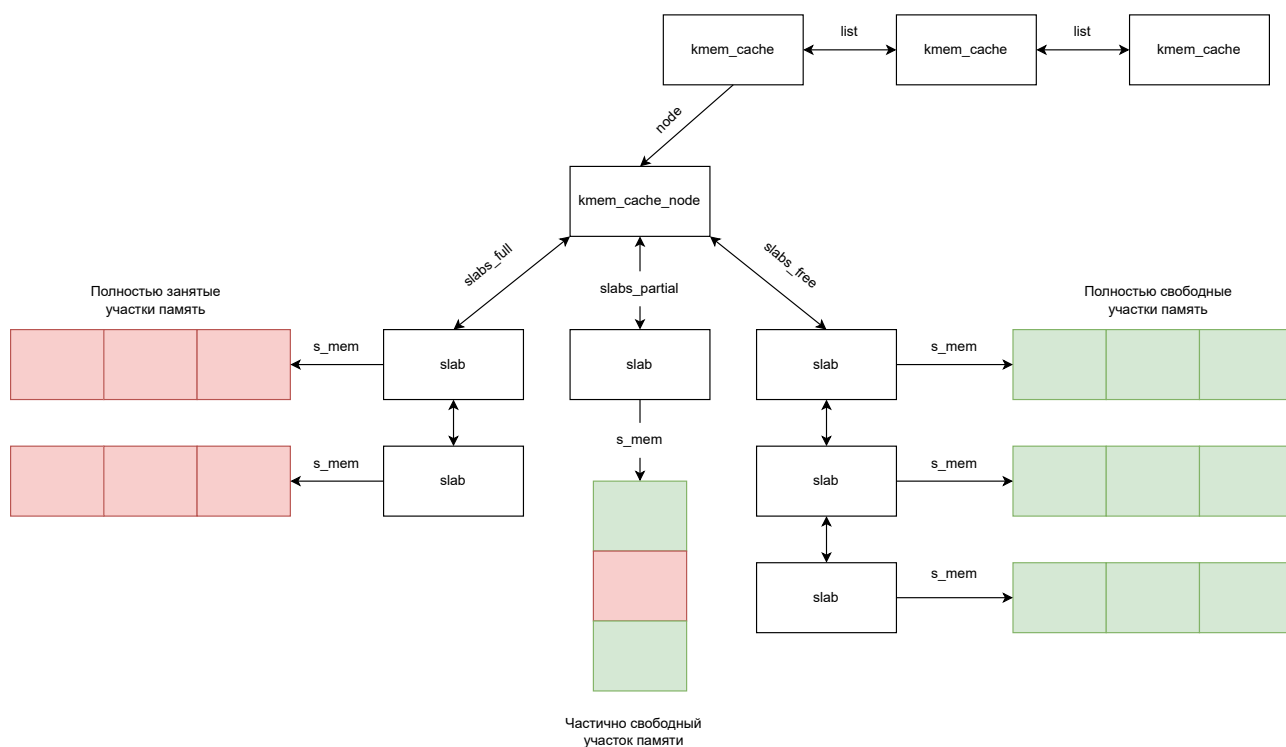 list
list
kmem_cache
kmem_cache
kmem_cache
node
kmem_cache_node
slabs_full
slabs_partial
slabs_free
Полностью занятые
участки память
Полностью свободные
участки память
s_mem
slab
slab
slab
s_mem
s_mem
slab
s_mem
slab
s_mem
slab
s_mem
Частично свободный
участок памяти